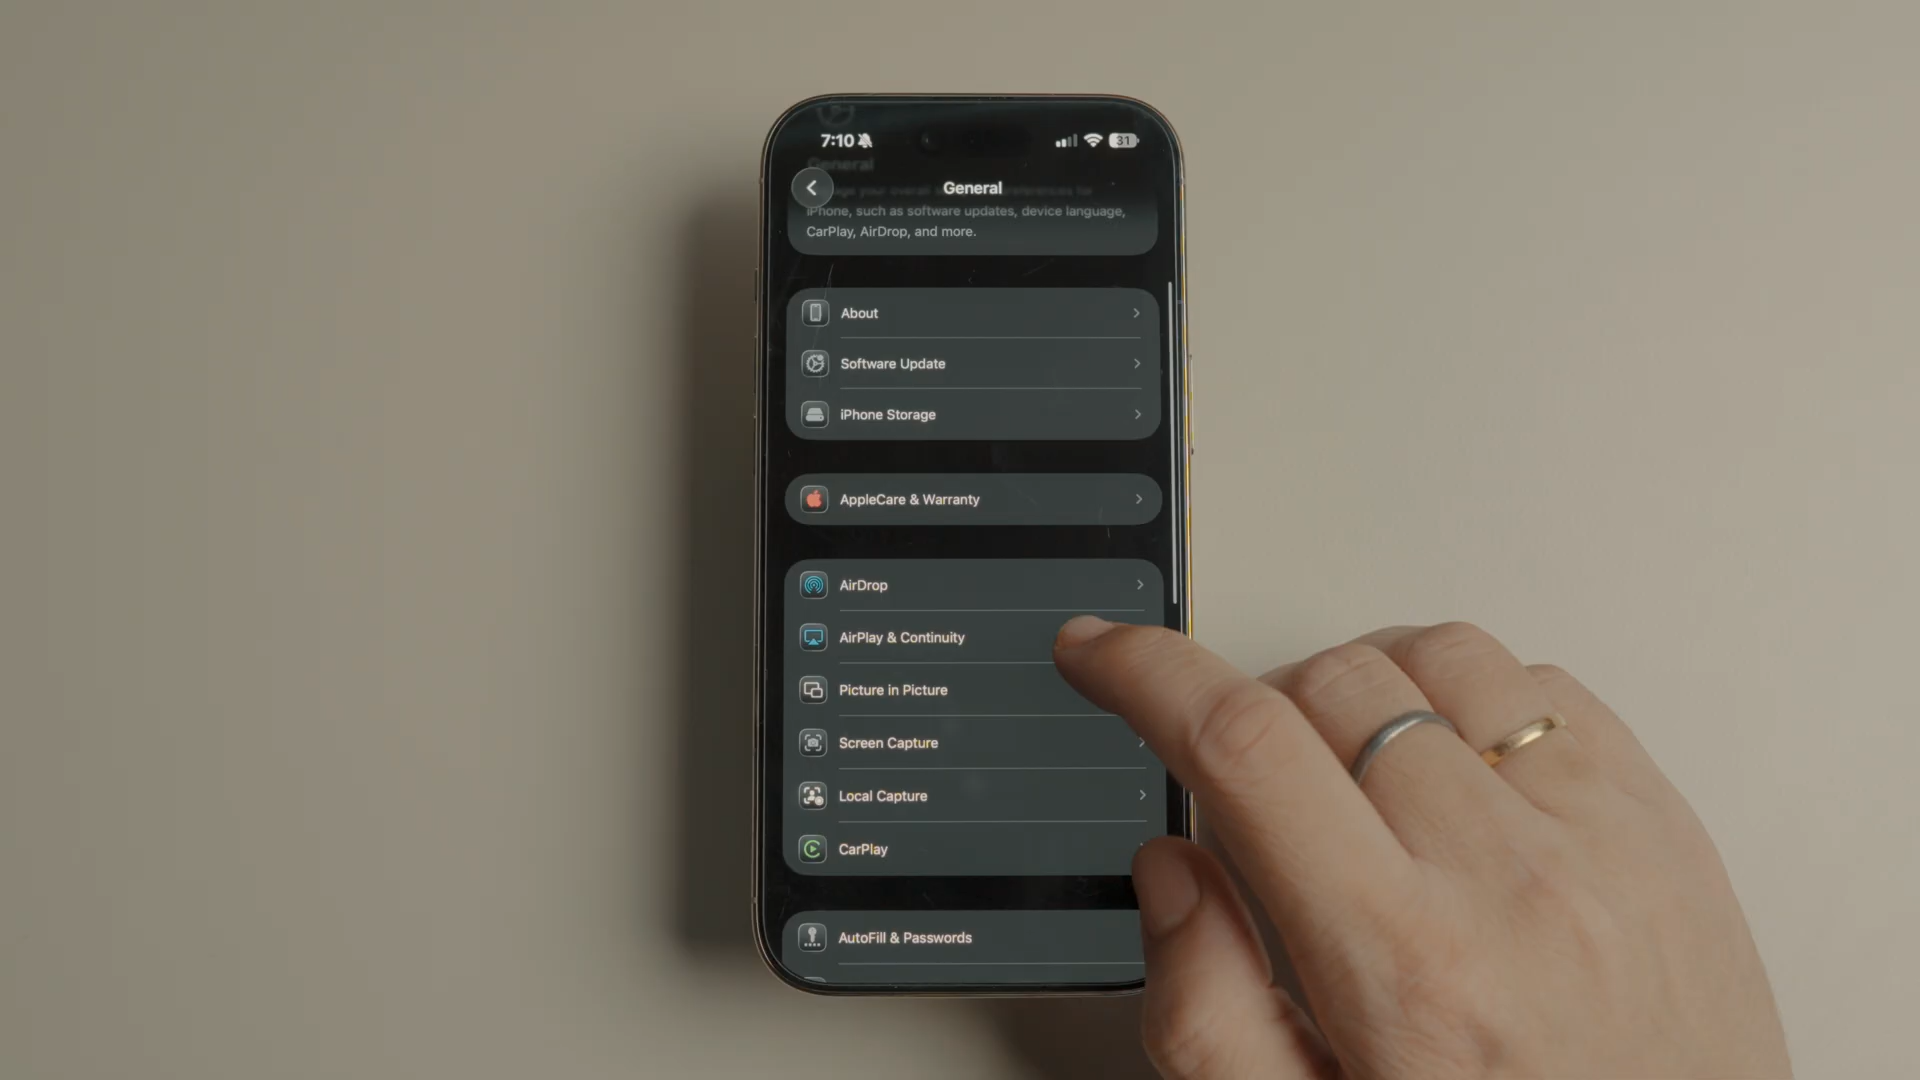 7:10
31
General
General
iPhone, such as software updates, device language,
CarPlay, AirDrop, and more.
About
Software Update
iPhone Storage
AppleCare & Warranty
AirDrop
AirPlay & Continuity
Picture in Picture
Screen Capture
Local Capture
CarPlay
AutoFill & Passwords